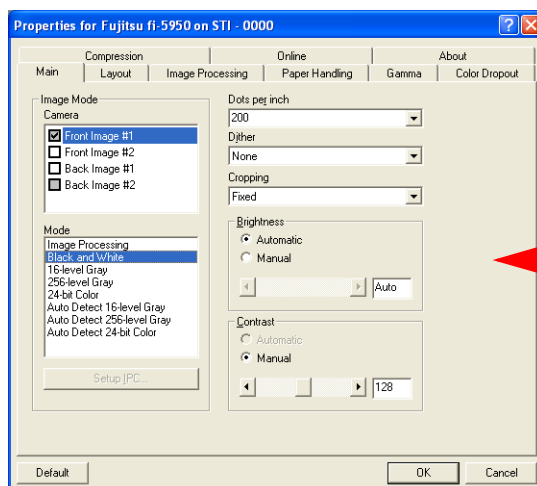 Properties for Fujitsu fi-5950 on STI - 0000
Compression Online About
Main Layout Image Processing Paper Handling Gamma Color Dropout
Image Mode
Camera
Front Image #1
Front Image #2
Back Image #1
Back Image #2
Mode
Image Processing
Black and White
16-level Gray
256-level Gray
24-bit Color
Auto Detect 16-level Gray
Auto Detect 256-level Gray
Auto Detect 24-bit Color
Setup IPC...
Dots per inch
200
Dither
None
Cropping
Fixed
Brightness
Automatic
Manual
Auto
Contrast
Automatic
Manual
128
Default OK Cancel